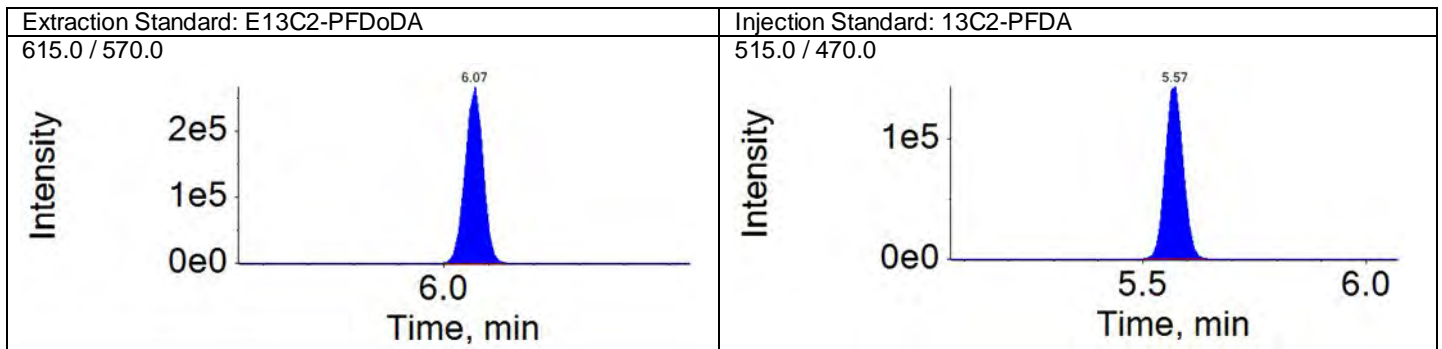 Extraction Standard: E13C2-PFDoDA
615.0 / 570.0
6.07
Intensity
2e5
1e5
0e0
6.0
Time, min
Injection Standard: 13C2-PFDA
515.0 / 470.0
5.57
Intensity
1e5
0e0
5.5 6.0
Time, min